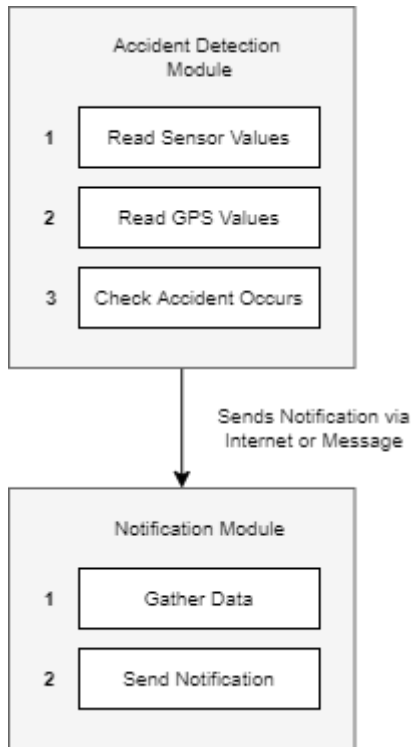 Accident Detection
Module
1 Read Sensor Values
2 Read GPS Values
3 Check Accident Occurs
Sends Notification via
Internet or Message
Notification Module
1 Gather Data
2 Send Notification